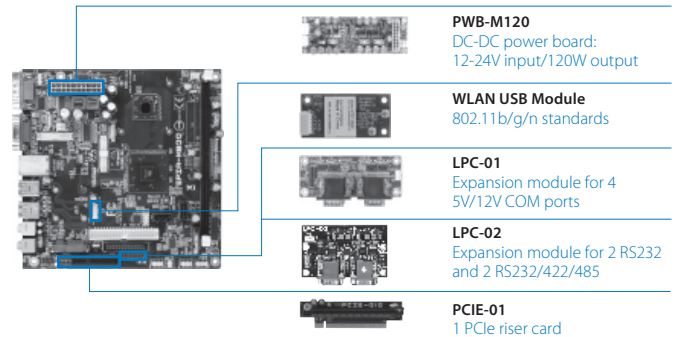 PWB-M120
DC-DC power board:
12-24V input/120W output
WLAN USB Module
802.11b/g/n standards
LPC-01
Expansion module for 4
5V/12V COM ports
LPC-02
Expansion module for 2 RS232
and 2 RS232/422/485
PCIE-01
1 PCIe riser card